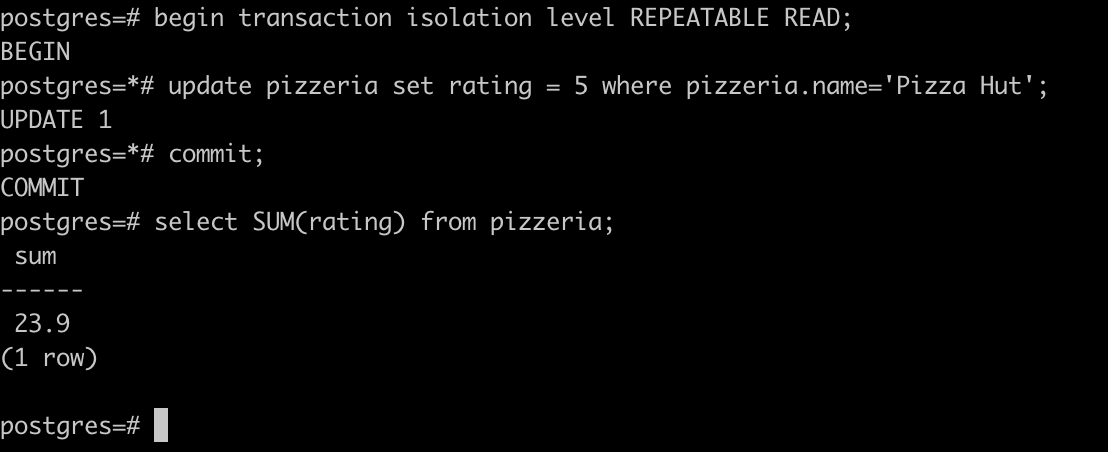 postgres=# begin transaction isolation level REPEATABLE READ;
BEGIN
postgres=*# update pizzeria set rating = 5 where pizzeria.name='Pizza Hut';
UPDATE 1
postgres=*# commit;
COMMIT
postgres=# select SUM(rating) from pizzeria;
 sum
------
 23.9
(1 row)

postgres=#